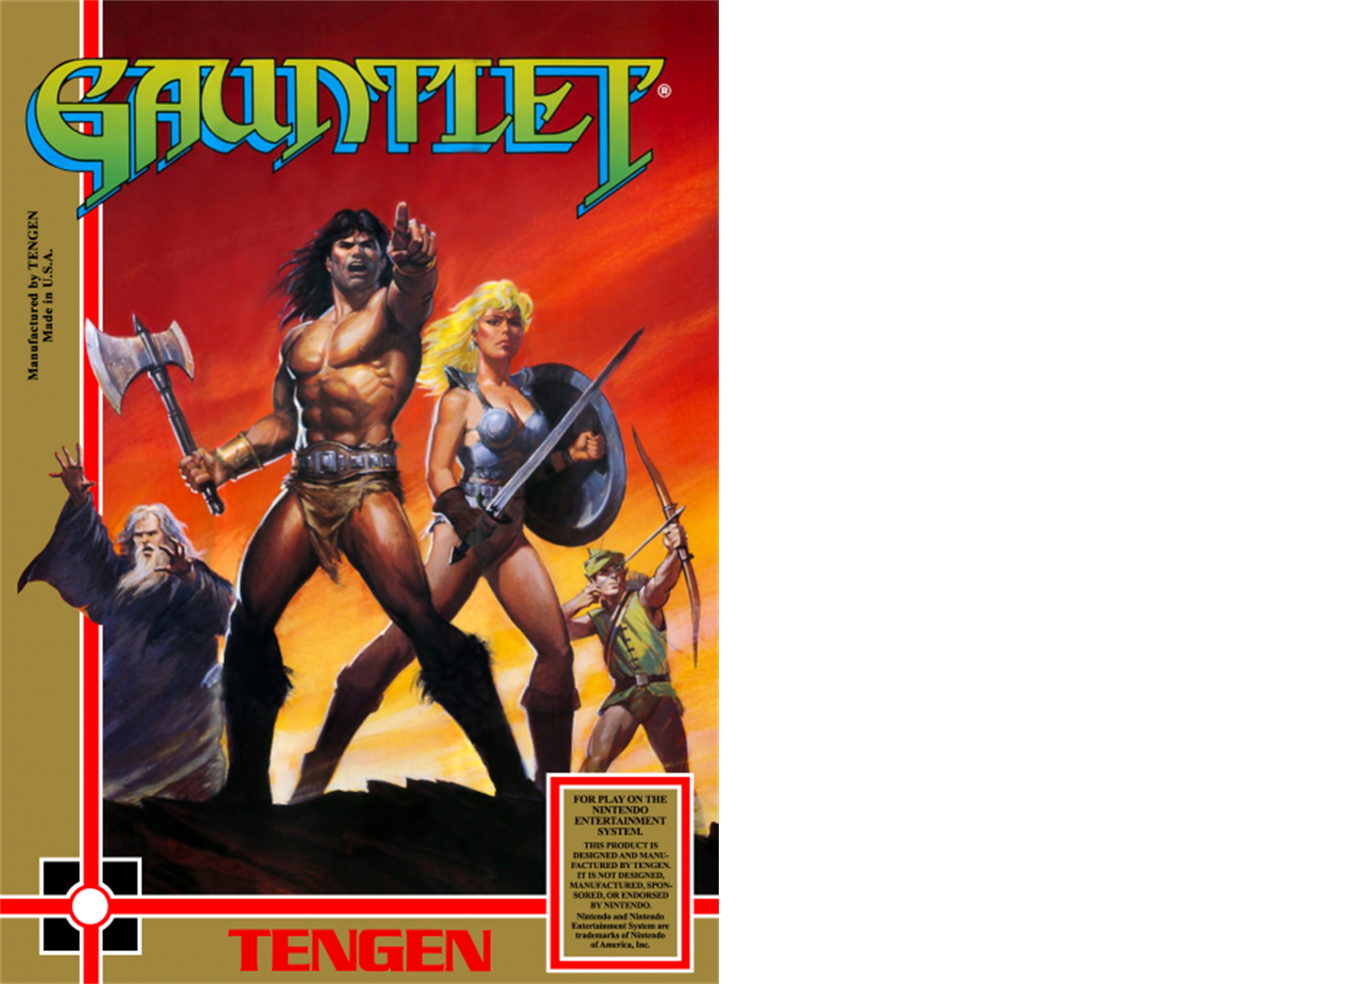 GAUNTLET®
Manufactured by TENGEN
Made in U.S.A.
FOR PLAY ON THE
NINTENDO
ENTERTAINMENT
SYSTEM.
THIS PRODUCT IS
DESIGNED AND MANU-
FACTURED BY TENGEN.
IT IS NOT DESIGNED,
MANUFACTURED, SPON-
SORED, OR ENDORSED
BY NINTENDO.
Nintendo and Nintendo
Entertainment System are
trademarks of Nintendo
of America, Inc.
TENGEN